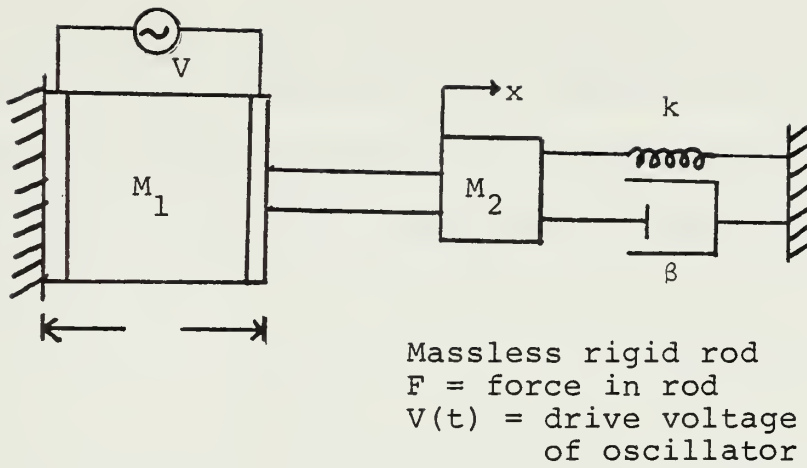 V
x
k
M1
M2
β
Massless rigid rod
F = force in rod
V(t) = drive voltage
of oscillator